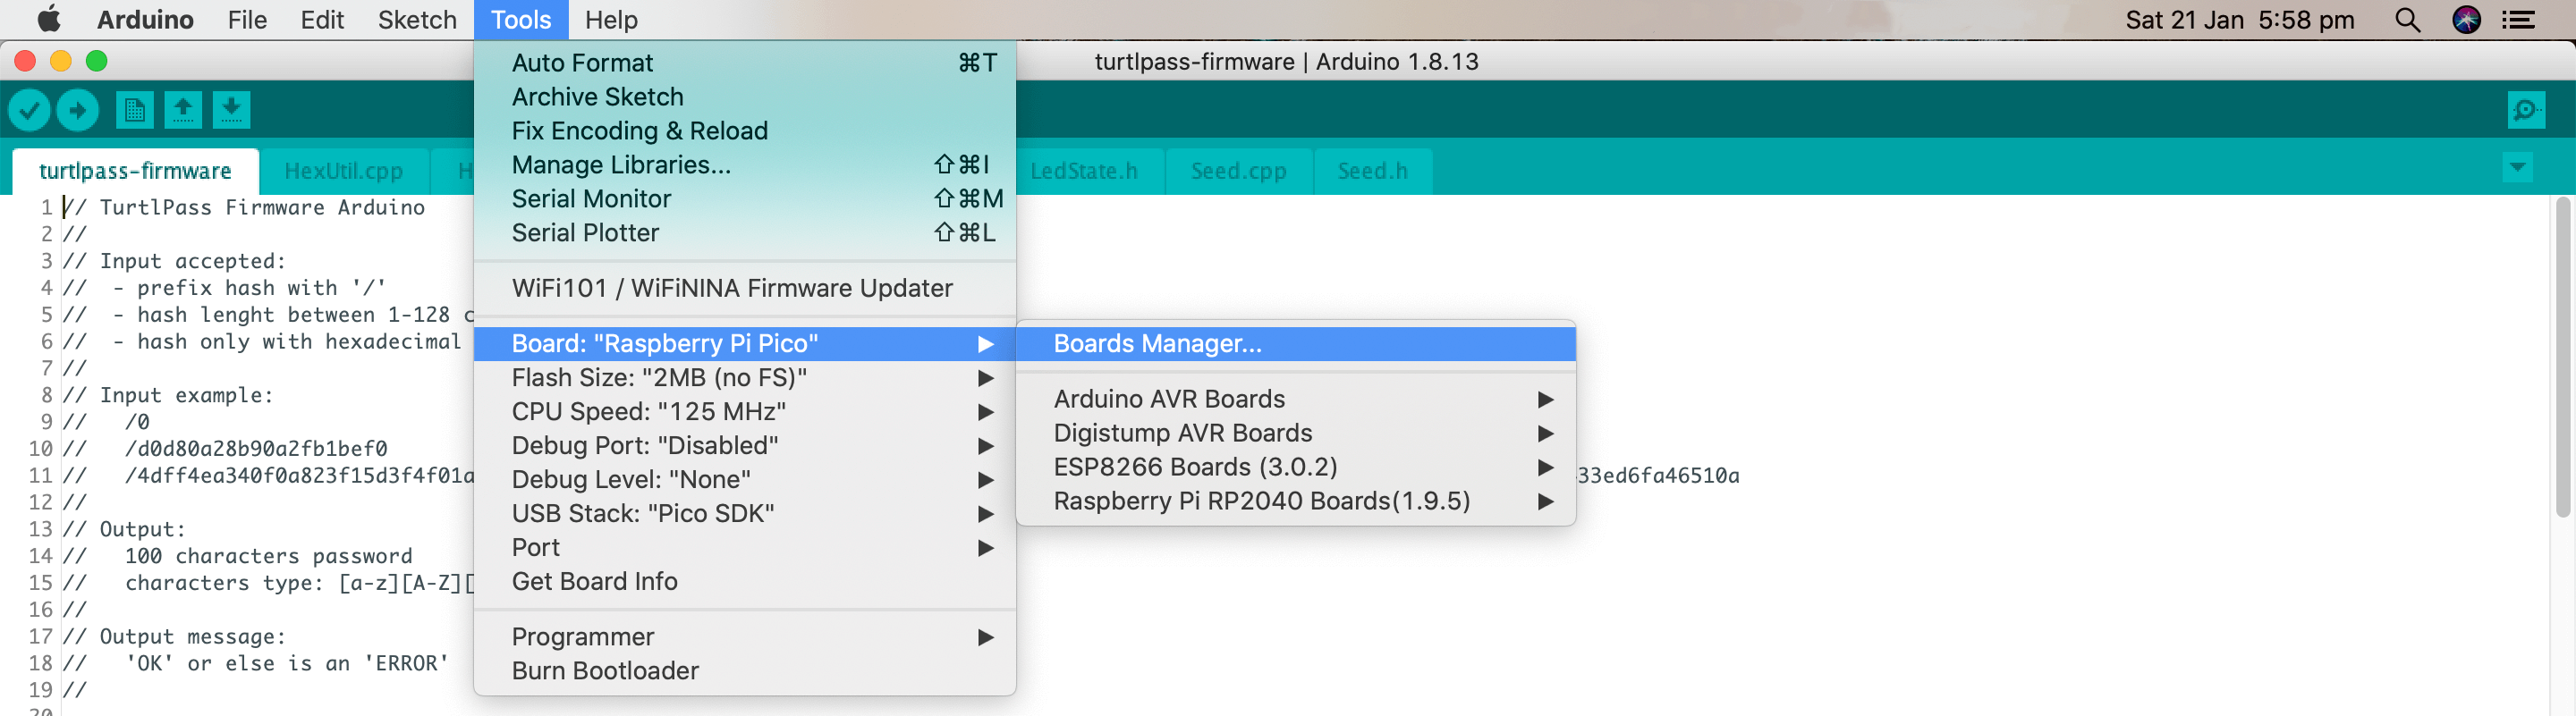 Arduino File Edit Sketch Tools Help Sat 21 Jan 5:58 pm
turtlpass-firmware | Arduino 1.8.13
turtlpass-firmware HexUtil.cpp H LedState.h Seed.cpp Seed.h
Auto Format ⌘T
Archive Sketch
Fix Encoding & Reload
Manage Libraries... ⇧⌘I
Serial Monitor ⇧⌘M
Serial Plotter ⇧⌘L
WiFi101 / WiFiNINA Firmware Updater
Board: "Raspberry Pi Pico" ▶
Flash Size: "2MB (no FS)" ▶
CPU Speed: "125 MHz" ▶
Debug Port: "Disabled" ▶
Debug Level: "None" ▶
USB Stack: "Pico SDK" ▶
Port ▶
Get Board Info
Programmer ▶
Burn Bootloader
Boards Manager...
Arduino AVR Boards ▶
Digistump AVR Boards ▶
ESP8266 Boards (3.0.2) ▶
Raspberry Pi RP2040 Boards(1.9.5) ▶
1 // TurtlPass Firmware Arduino
2 //
3 // Input accepted:
4 // - prefix hash with '/'
5 // - hash lenght between 1-128 c
6 // - hash only with hexadecimal
7 //
8 // Input example:
9 // /0
10 // /d0d80a28b90a2fb1bef0
11 // /4dff4ea340f0a823f15d3f4f01a 33ed6fa46510a
12 //
13 // Output:
14 // 100 characters password
15 // characters type: [a-z][A-Z][
16 //
17 // Output message:
18 // 'OK' or else is an 'ERROR'
19 //
20